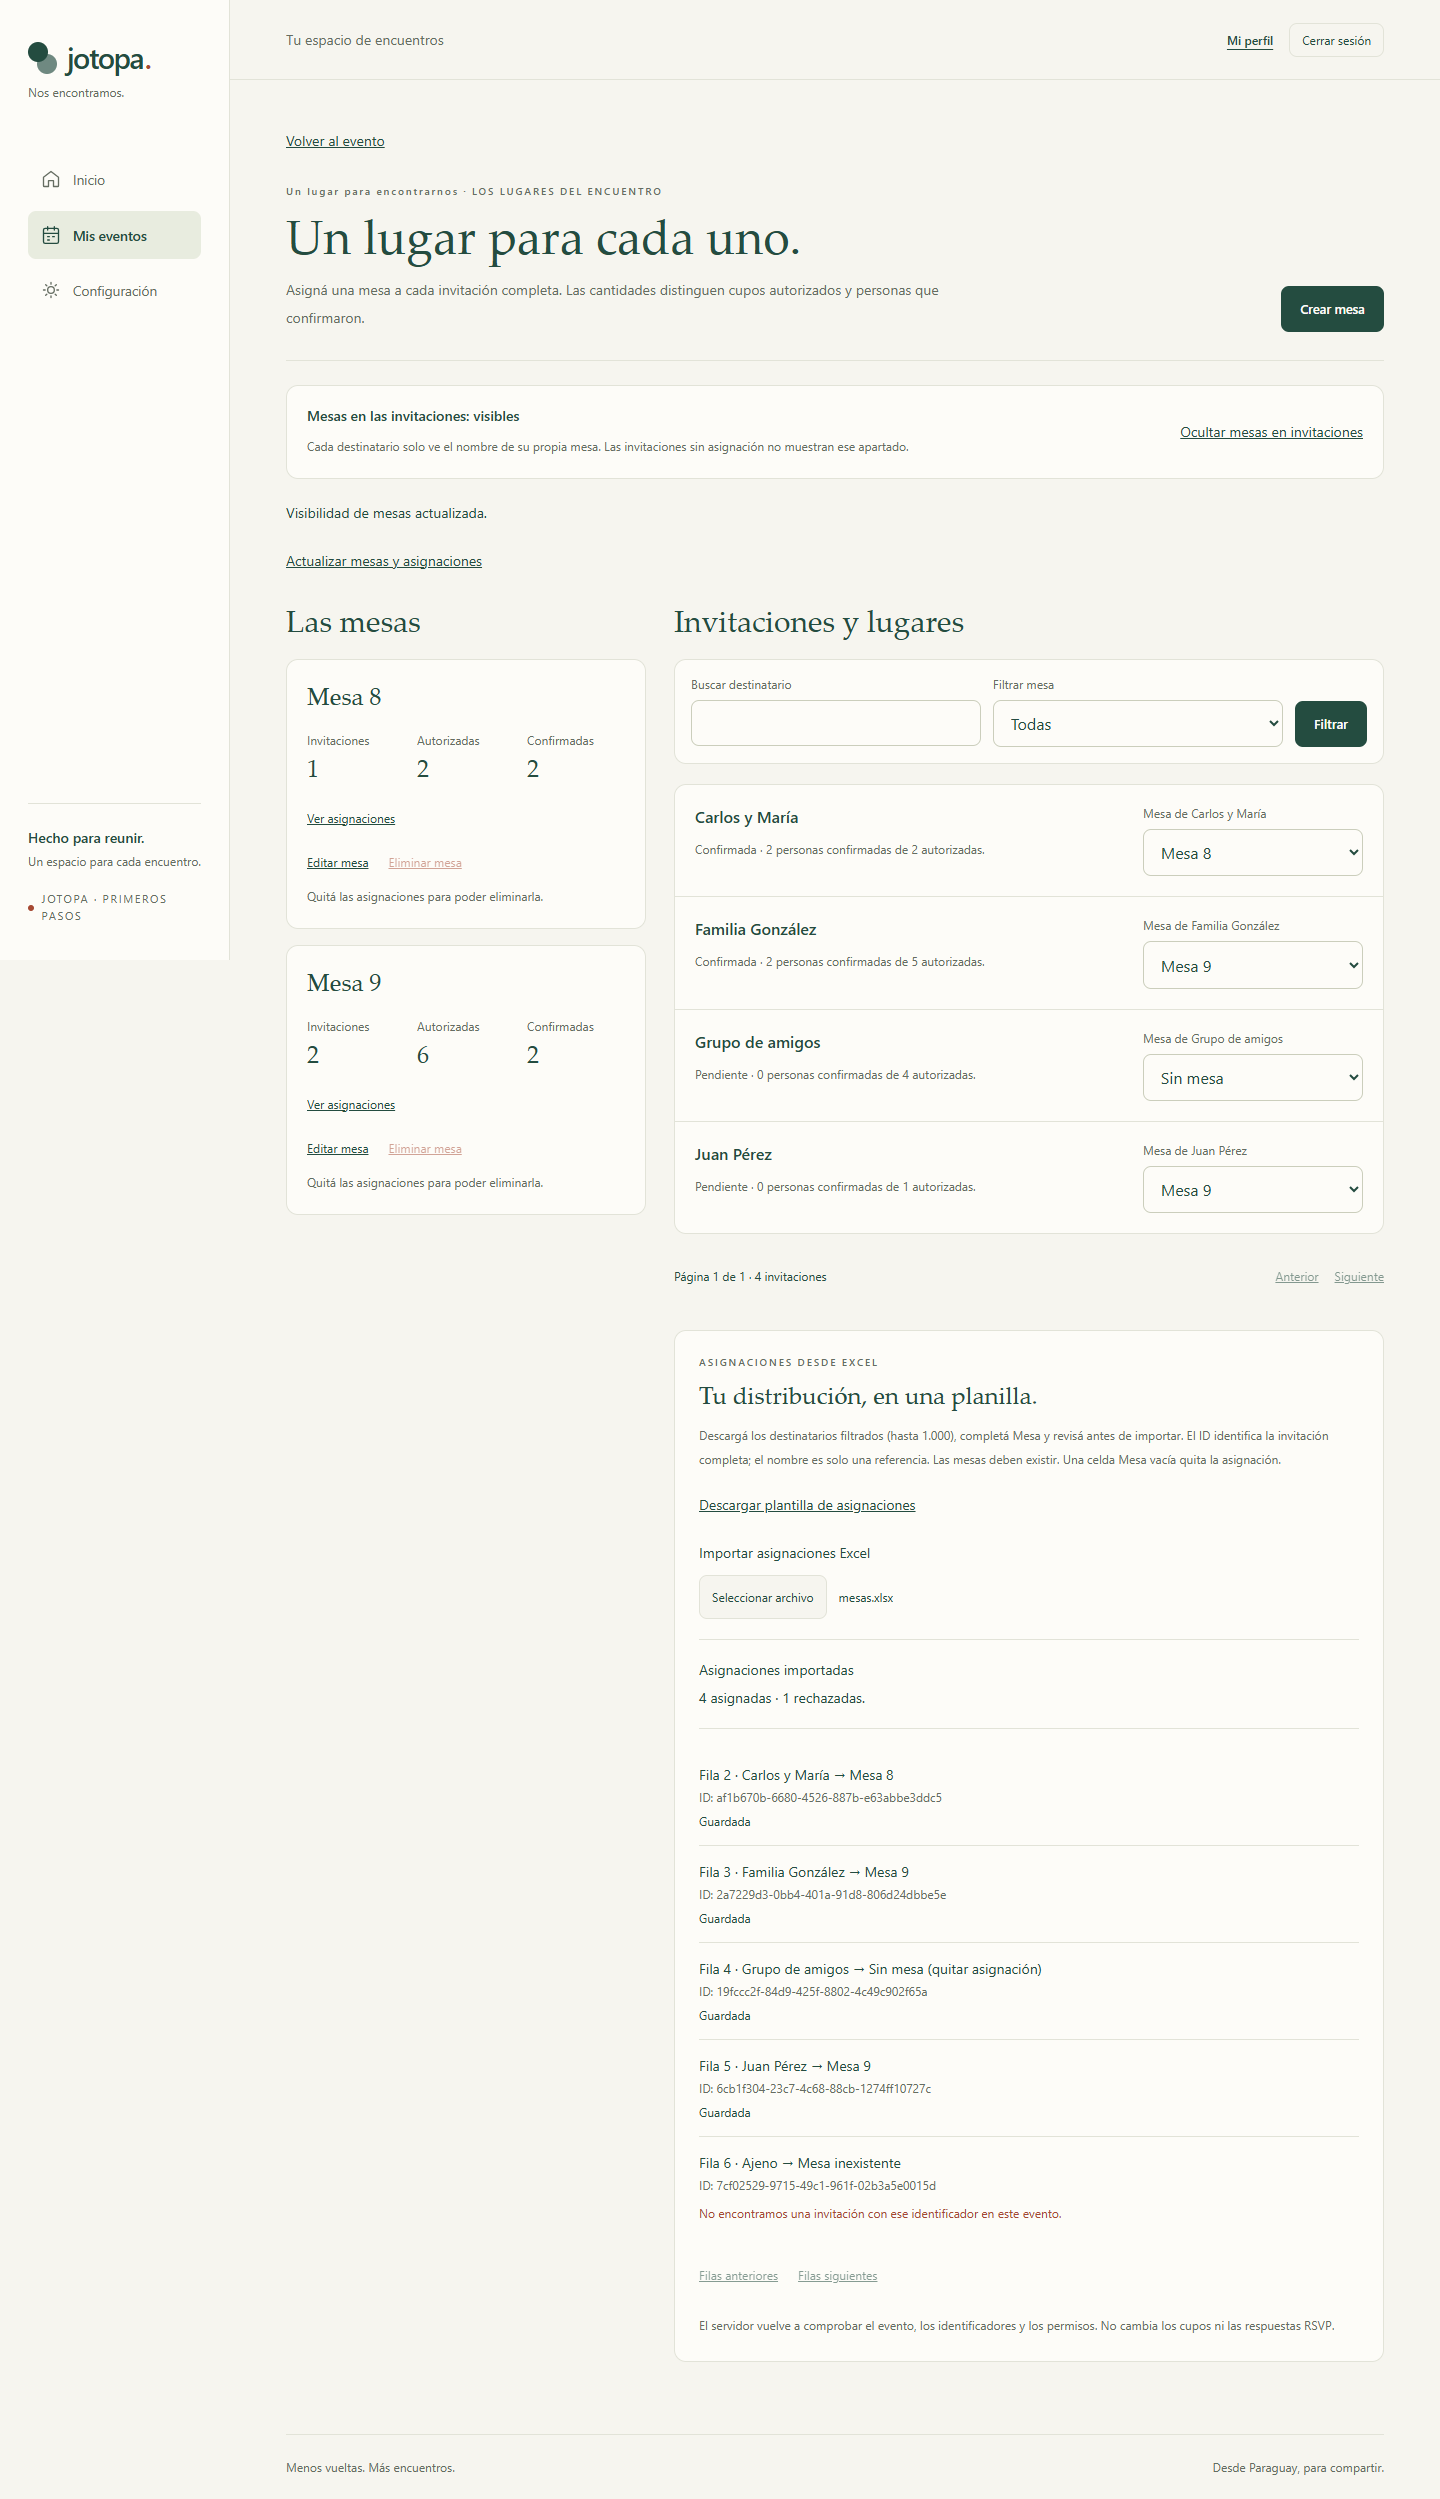 jotopa.
Nos encontramos.
Inicio
Mis eventos
Configuración
Hecho para reunir.
Un espacio para cada encuentro.
JOTOPA · PRIMEROS
PASOS
Tu espacio de encuentros
Mi perfil
Cerrar sesión
Volver al evento
Un lugar para encontrarnos · LOS LUGARES DEL ENCUENTRO
Un lugar para cada uno.
Asigná una mesa a cada invitación completa. Las cantidades distinguen cupos autorizados y personas que
confirmaron.
Crear mesa
Mesas en las invitaciones: visibles
Cada destinatario solo ve el nombre de su propia mesa. Las invitaciones sin asignación no muestran ese apartado.
Ocultar mesas en invitaciones
Visibilidad de mesas actualizada.
Actualizar mesas y asignaciones
Las mesas
Mesa 8
Invitaciones Autorizadas Confirmadas
1 2 2
Ver asignaciones
Editar mesa Eliminar mesa
Quitá las asignaciones para poder eliminarla.
Mesa 9
Invitaciones Autorizadas Confirmadas
2 6 2
Ver asignaciones
Editar mesa Eliminar mesa
Quitá las asignaciones para poder eliminarla.
Invitaciones y lugares
Buscar destinatario Filtrar mesa
Todas
Filtrar
Carlos y María
Confirmada · 2 personas confirmadas de 2 autorizadas.
Mesa de Carlos y María
Mesa 8
Familia González
Confirmada · 2 personas confirmadas de 5 autorizadas.
Mesa de Familia González
Mesa 9
Grupo de amigos
Pendiente · 0 personas confirmadas de 4 autorizadas.
Mesa de Grupo de amigos
Sin mesa
Juan Pérez
Pendiente · 0 personas confirmadas de 1 autorizadas.
Mesa de Juan Pérez
Mesa 9
Página 1 de 1 · 4 invitaciones
Anterior Siguiente
ASIGNACIONES DESDE EXCEL
Tu distribución, en una planilla.
Descargá los destinatarios filtrados (hasta 1.000), completá Mesa y revisá antes de importar. El ID identifica la invitación
completa; el nombre es solo una referencia. Las mesas deben existir. Una celda Mesa vacía quita la asignación.
Descargar plantilla de asignaciones
Importar asignaciones Excel
Seleccionar archivo mesas.xlsx
Asignaciones importadas
4 asignadas · 1 rechazadas.
Fila 2 · Carlos y María → Mesa 8
ID: af1b670b-6680-4526-887b-e63abbe3ddc5
Guardada
Fila 3 · Familia González → Mesa 9
ID: 2a7229d3-0bb4-401a-91d8-806d24dbbe5e
Guardada
Fila 4 · Grupo de amigos → Sin mesa (quitar asignación)
ID: 19fccc2f-84d9-425f-8802-4c49c902f65a
Guardada
Fila 5 · Juan Pérez → Mesa 9
ID: 6cb1f304-23c7-4c68-88cb-1274ff10727c
Guardada
Fila 6 · Ajeno → Mesa inexistente
ID: 7cf02529-9715-49c1-961f-02b3a5e0015d
No encontramos una invitación con ese identificador en este evento.
Filas anteriores Filas siguientes
El servidor vuelve a comprobar el evento, los identificadores y los permisos. No cambia los cupos ni las respuestas RSVP.
Menos vueltas. Más encuentros.
Desde Paraguay, para compartir.